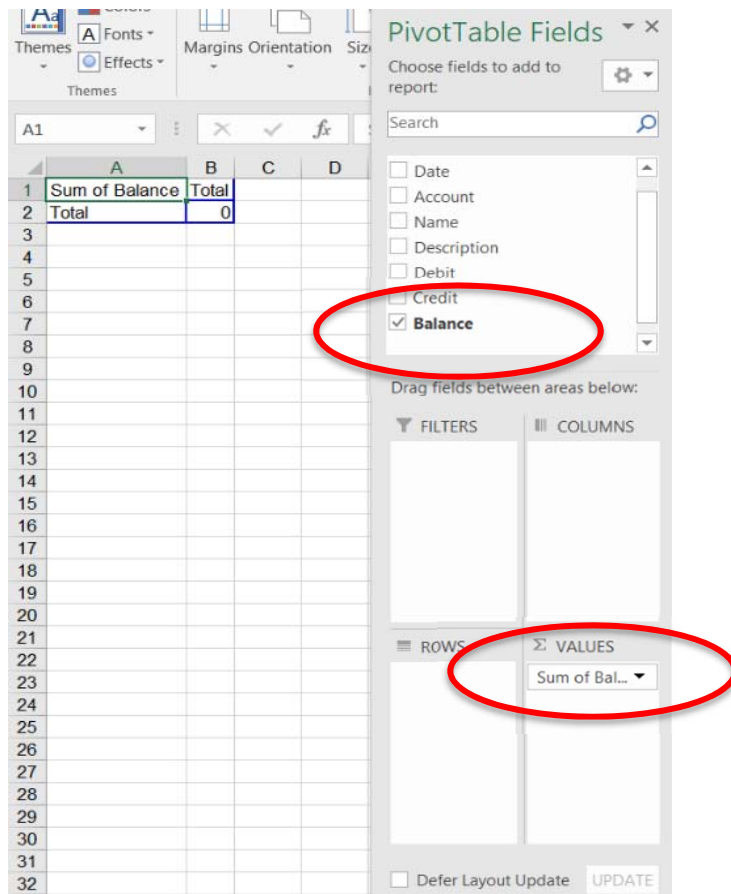 Colors
PivotTable Fields
A Fonts
Themes
Margins Orientation
Effects
Choose fields to add to
report:
Themes
A1
fx
Search
A B C D
Date
1 Sum of Balance Total
Account
2 Total 0
Name
3
Description
4
5
Debit
6
Credit
7
Balance
8
9
10
Drag fields between areas below:
11
FILTERS COLUMNS
12
13
14
15
16
17
18
19
20
21
ROWS Σ VALUES
22
23
Sum of Bal...
24
25
26
27
28
29
30
31
32
Defer Layout Update UPDATE